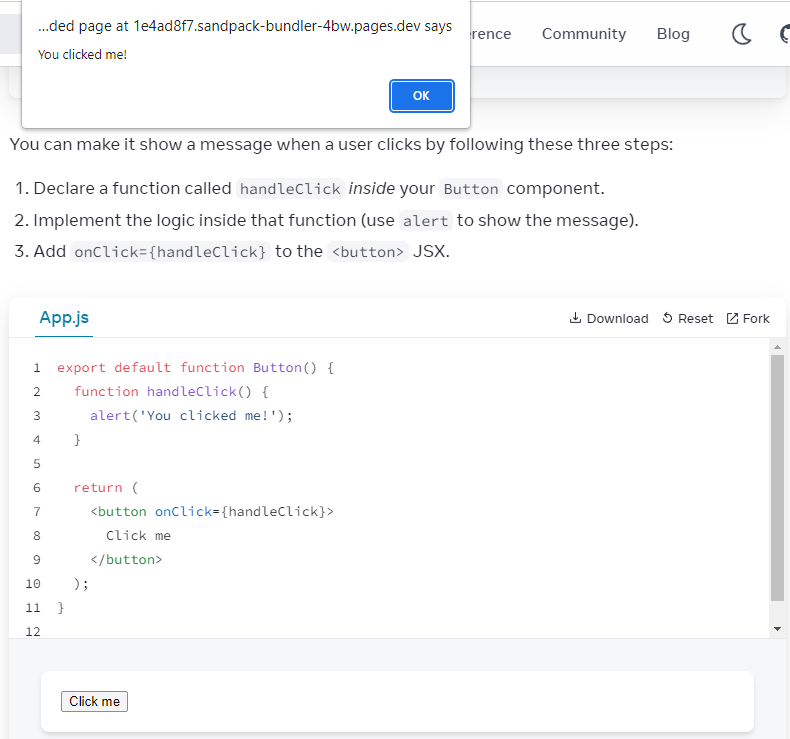 ...ded page at 1e4ad8f7.sandpack-bundler-4bw.pages.dev says
You clicked me!
OK
Community
Blog
You can make it show a message when a user clicks by following these three steps:
1. Declare a function called handleClick inside your Button component.
2. Implement the logic inside that function (use alert to show the message).
3. Add onClick={handleClick} to the <button> JSX.
App.js
Download Reset Fork
1 export default function Button() {
2 function handleClick() {
3 alert('You clicked me!');
4 }
5
6 return (
7 <button onClick={handleClick}>
8 Click me
9 </button>
10 );
11 }
12
Click me